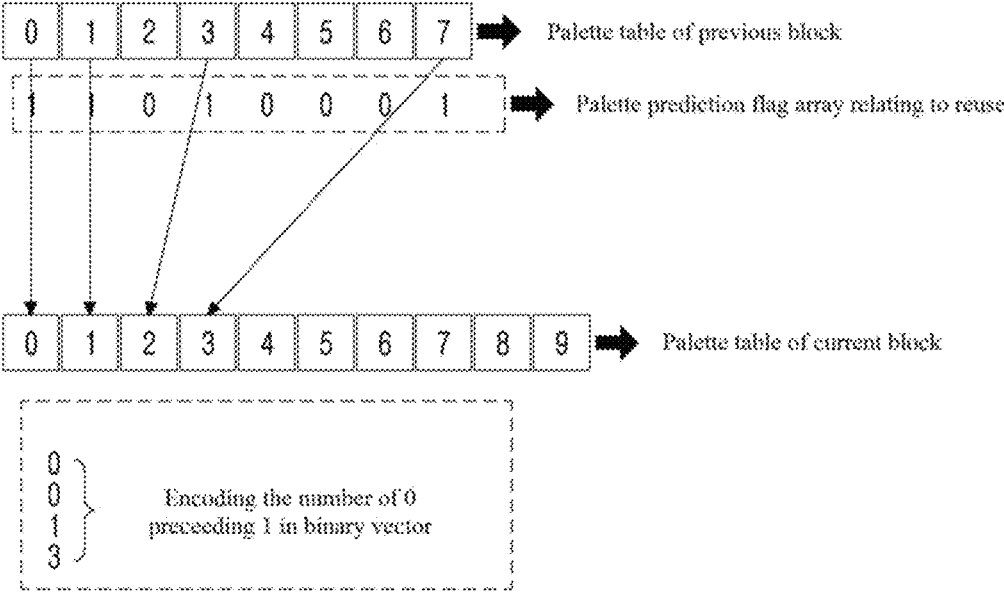 0 1 2 3 4 5 6 7 Palette table of previous block
1 1 0 1 0 0 0 1 Palette prediction flag array relating to reuse
0 1 2 3 4 5 6 7 8 9 Palette table of current block
0
0
1
3
Encoding the number of 0
preceeding 1 in binary vector